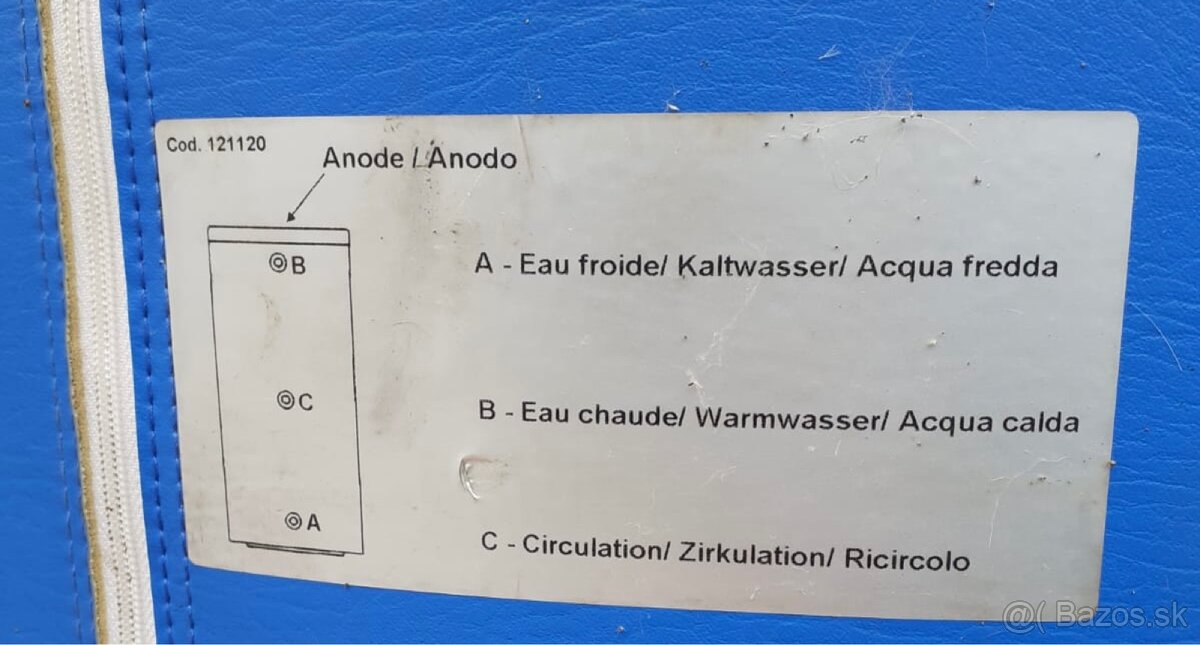 Cod. 121120
Anode / Anodo
B
A - Eau froide/ Kaltwasser/ Acqua fredda
C
B - Eau chaude/ Warmwasser/ Acqua calda
A
C - Circulation/ Zirkulation/ Ricircolo
@( Bazos.sk